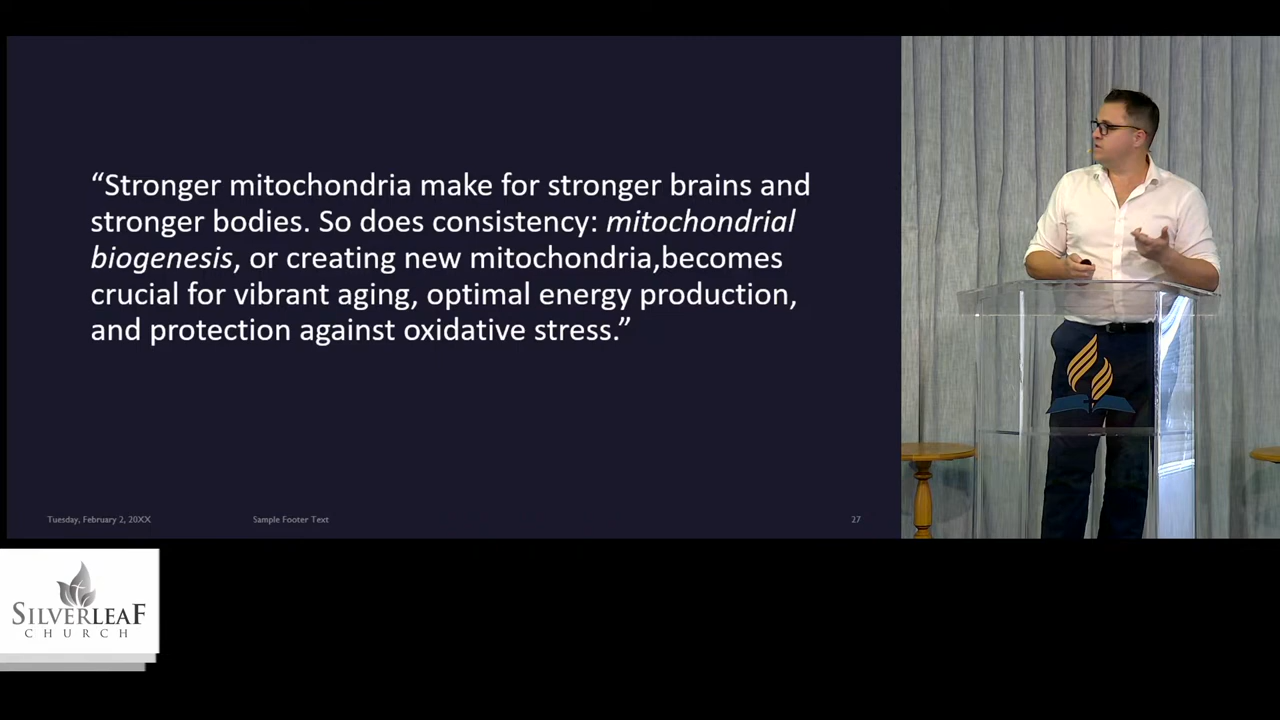 “Stronger mitochondria make for stronger brains and
stronger bodies. So does consistency: mitochondrial
biogenesis, or creating new mitochondria,becomes
crucial for vibrant aging, optimal energy production,
and protection against oxidative stress.”
Tuesday, February 2, 20XX
Sample Footer Text
27
SILVERLEAF
CHURCH